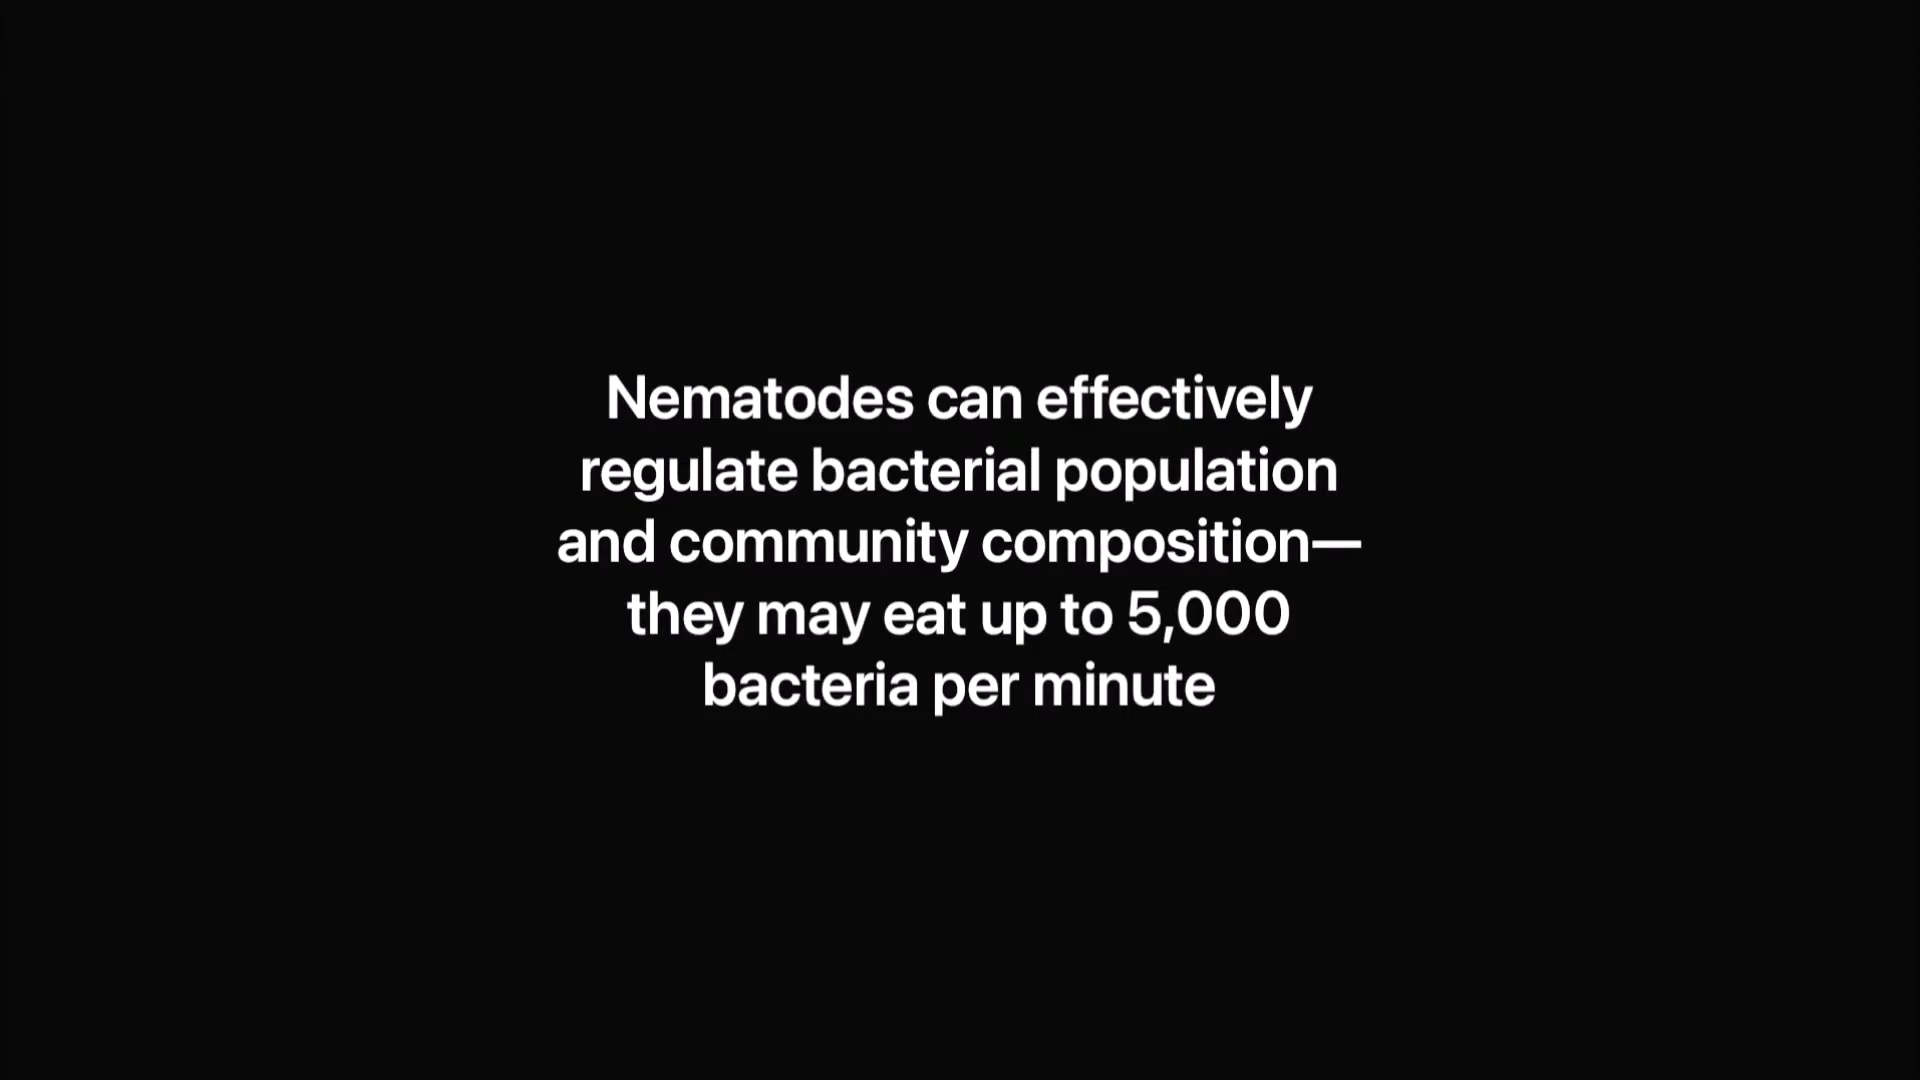 Nematodes can effectively
regulate bacterial population
and community composition—
they may eat up to 5,000
bacteria per minute